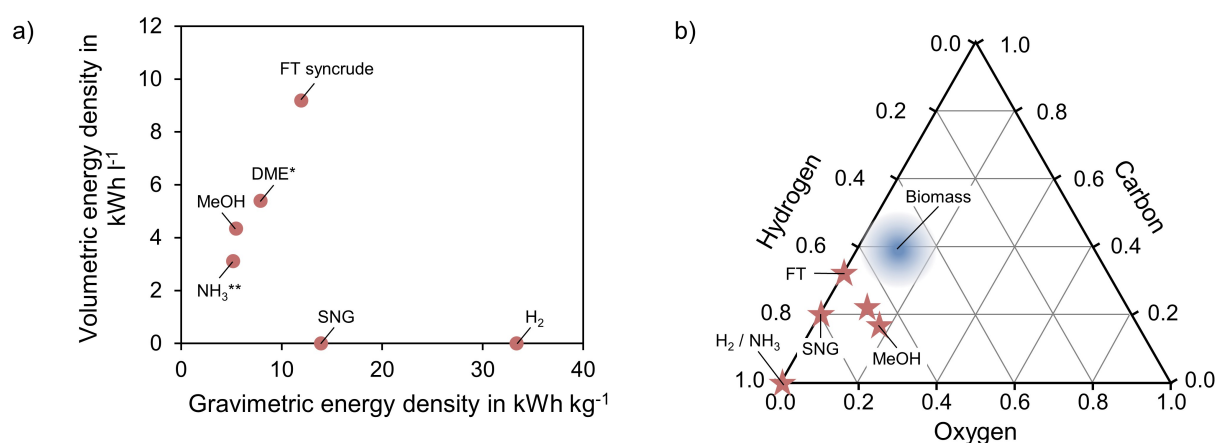 a)
Volumetric energy density in
kWh l⁻¹
12
10
8
6
4
2
0
FT syncrude
DME*
MeOH
NH₃**
SNG
H₂
0
10
20
30
40
Gravimetric energy density in kWh kg⁻¹
b)
0.0
1.0
0.2
0.8
0.4
0.6
0.6
0.4
0.8
0.2
1.0
0.0
Hydrogen
Carbon
Biomass
FT
H₂ / NH₃
SNG
MeOH
0.0
0.2
0.4
0.6
0.8
1.0
Oxygen